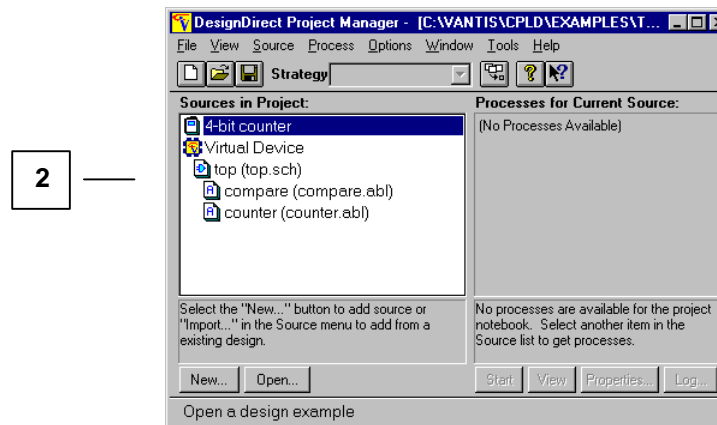 DesignDirect Project Manager - [C:\VANTIS\CPLD\EXAMPLES\T...
File View Source Process Options Window Tools Help
Strategy
Sources in Project:
Processes for Current Source:
4-bit counter
(No Processes Available)
Virtual Device
top (top.sch)
2
compare (compare.abl)
counter (counter.abl)
Select the "New..." button to add source or
"Import..." in the Source menu to add from a
existing design.
No processes are available for the project
notebook. Select another item in the
Source list to get processes.
New... Open... Start View Properties... Log...
Open a design example